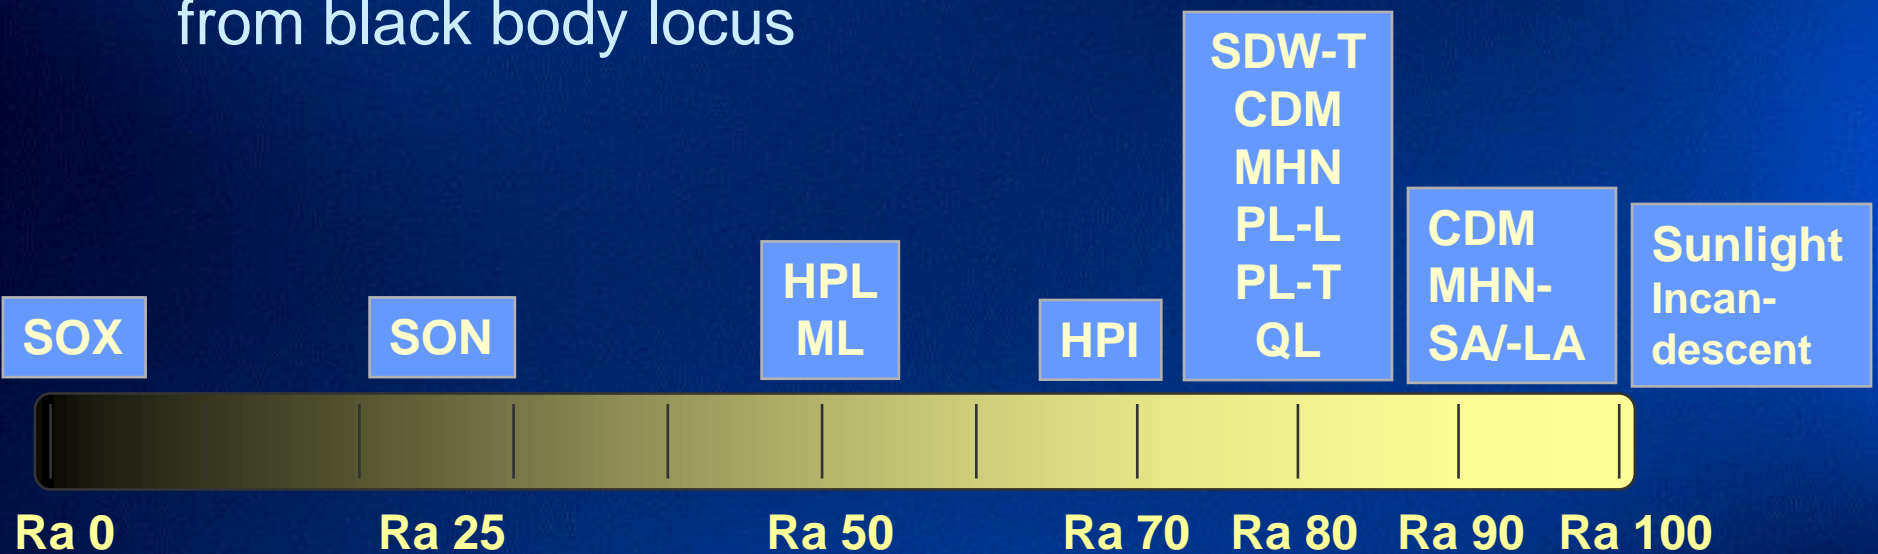 from black body locus
SOX
SON
HPL
ML
HPI
SDW-T
CDM
MHN
PL-L
PL-T
QL
CDM
MHN-
SA/-LA
Sunlight
Incan-
descent
Ra 0
Ra 25
Ra 50
Ra 70
Ra 80
Ra 90
Ra 100